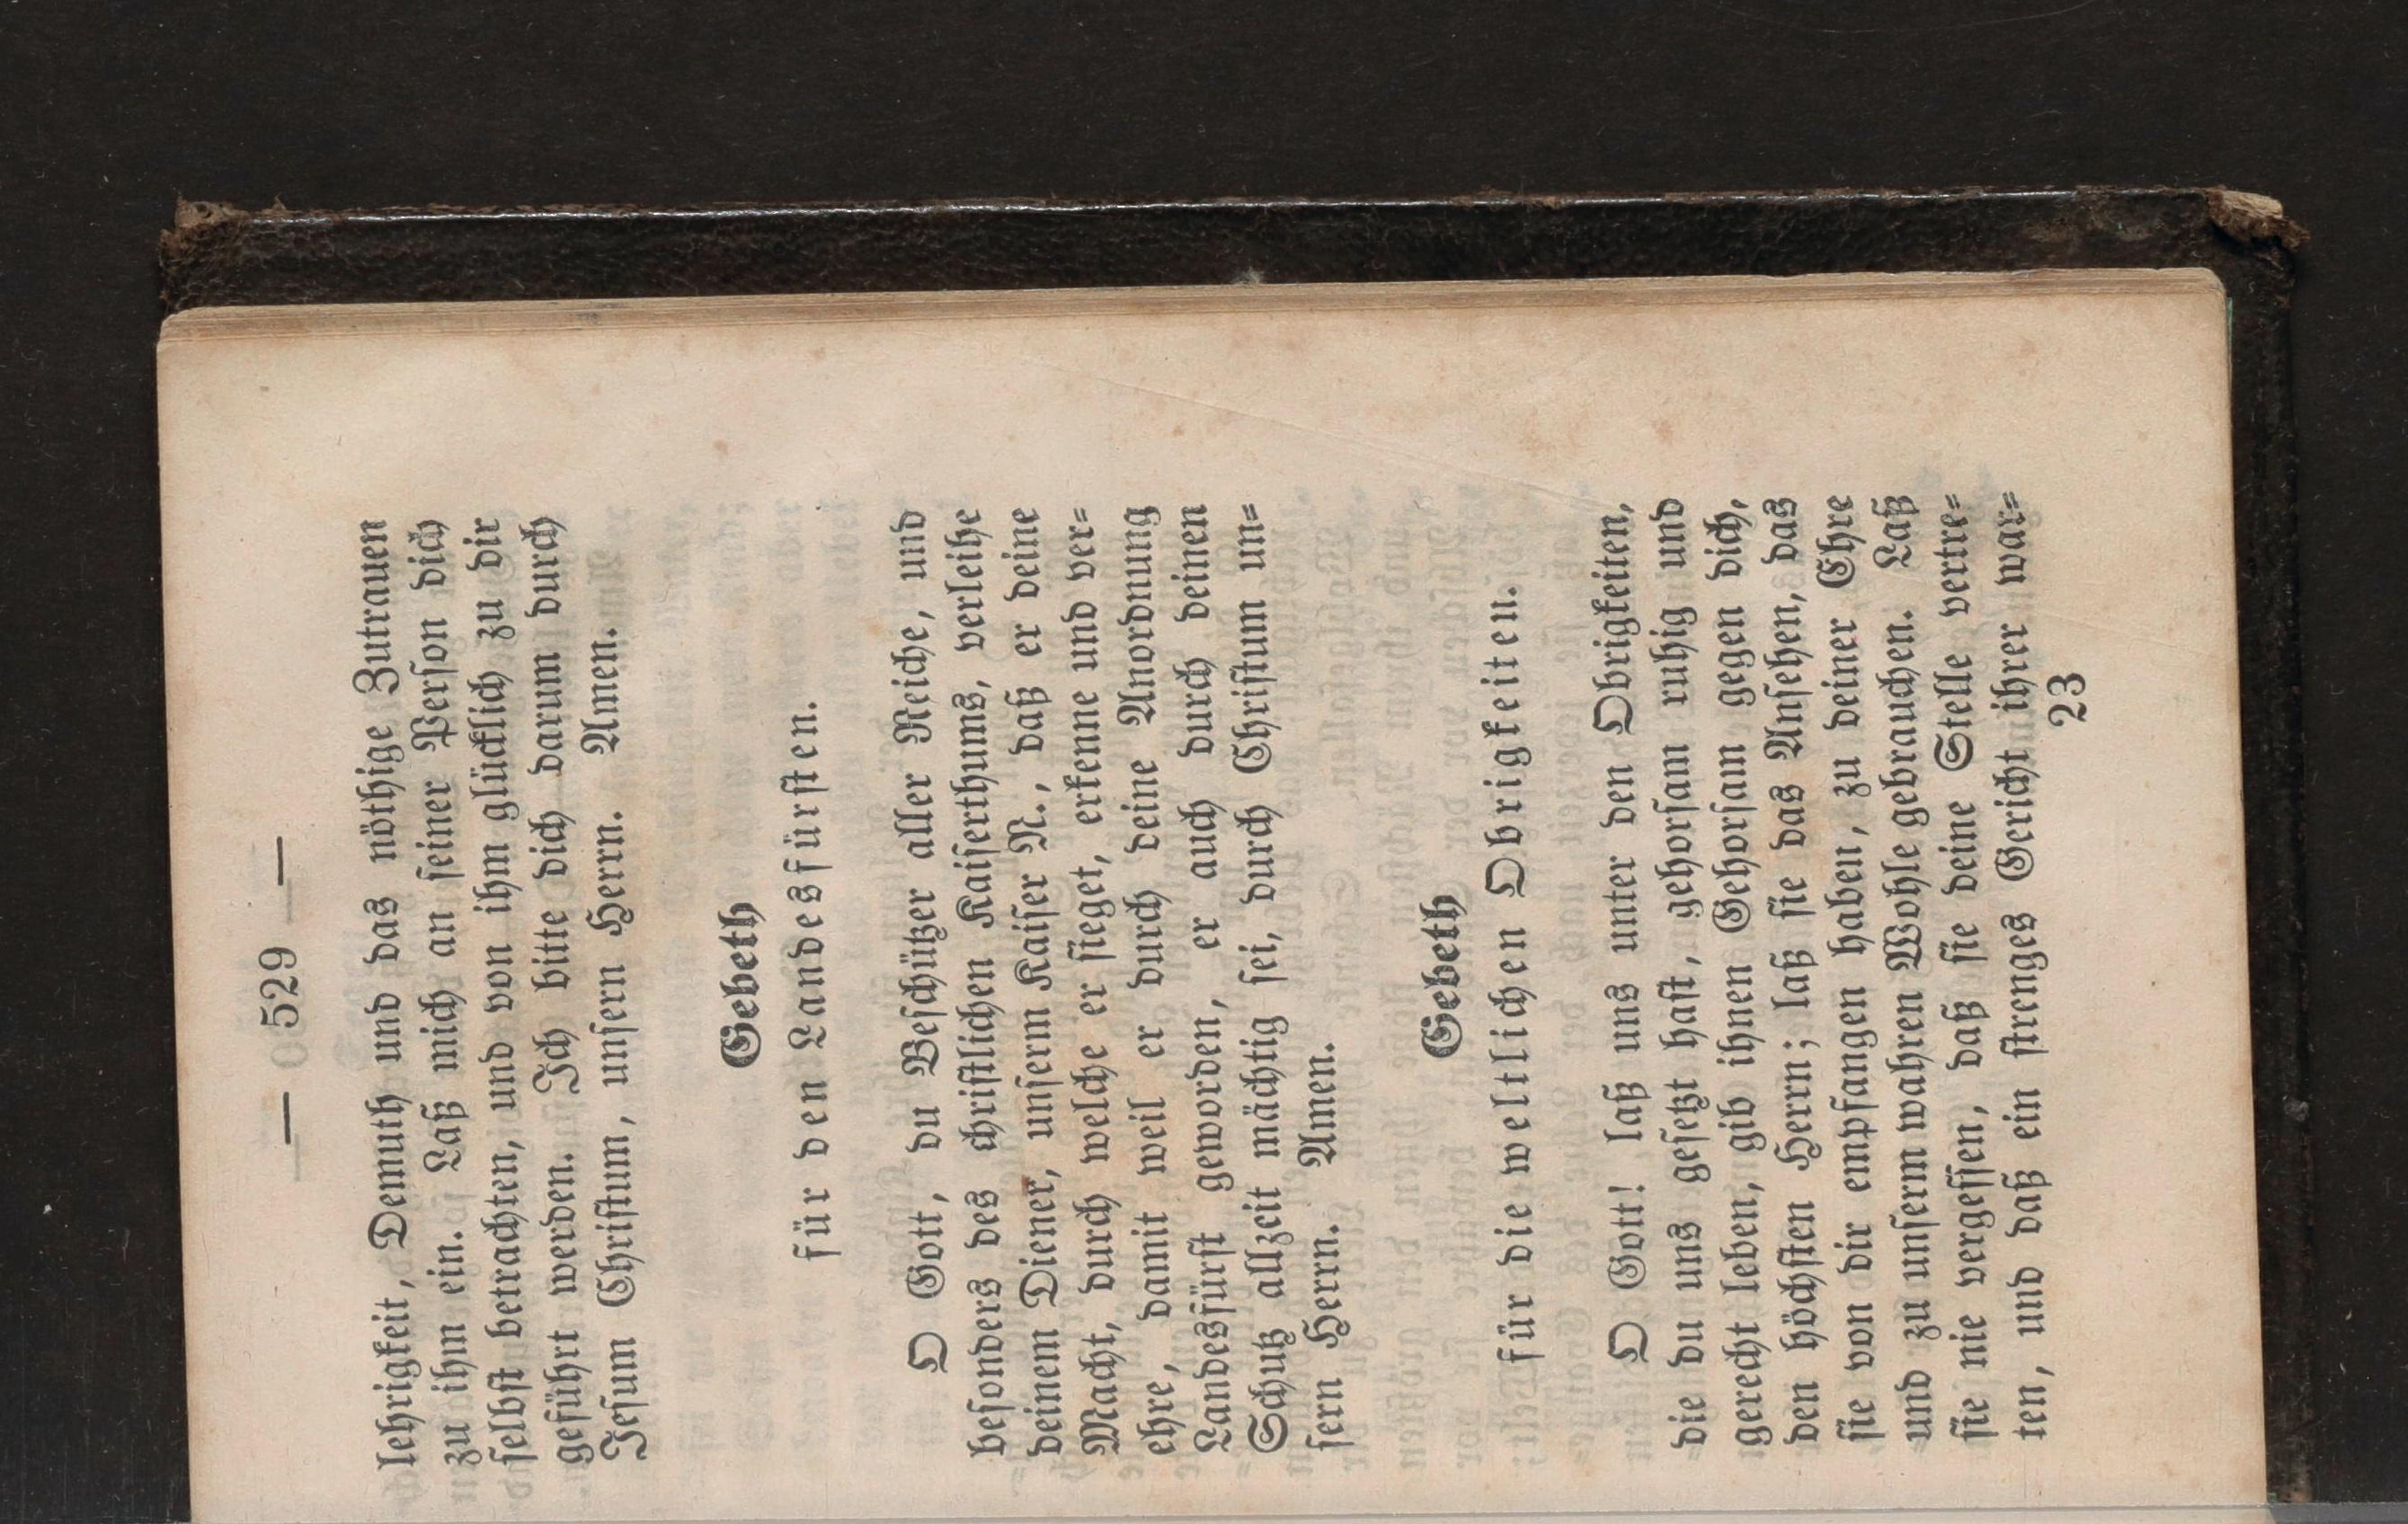 — 529 —
lehrigkeit, Demuth und das nöthige Zutrauen
zu ihm ein. Laß mich an seiner Person dich
selbst betrachten, und von ihm glücklich zu dir
geführt werden. Ich bitte dich darum durch
Jesum Christum, unsern Herrn. Amen.
Gebeth
für den Landesfürsten.
O Gott, du Beschützer aller Reiche, und
besonders des christlichen Kaiserthums, verleihe
deinem Diener, unserm Kaiser N., daß er deine
Macht, durch welche er sieget, erkenne und ver=
ehre, damit weil er durch deine Anordnung
Landesfürst geworden, er auch durch deinen
Schutz allzeit mächtig sei, durch Christum un=
sern Herrn. Amen.
Gebeth
für die weltlichen Obrigkeiten.
O Gott! laß uns unter den Obrigkeiten,
die du uns gesetzt hast, gehorsam ruhig und
gerecht leben, gib ihnen Gehorsam gegen dich,
den höchsten Herrn; laß sie das Ansehen, das
sie von dir empfangen haben, zu deiner Ehre
und zu unserm wahren Wohle gebrauchen. Laß
sie nie vergessen, daß sie deine Stelle vertre=
ten, und daß ein strenges Gericht ihrer war=
23